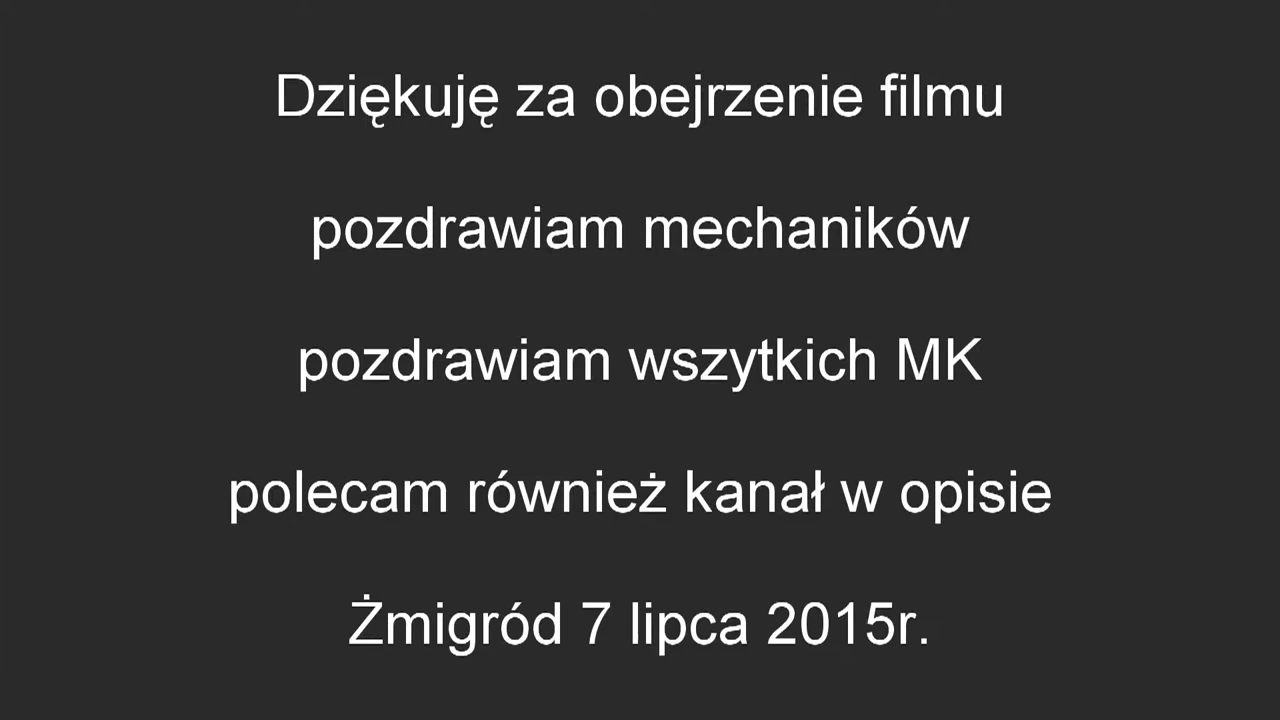 Dziękuję za obejrzenie filmu
pozdrawiam mechaników
pozdrawiam wszytkich MK
polecam również kanał w opisie
Żmigród 7 lipca 2015r.